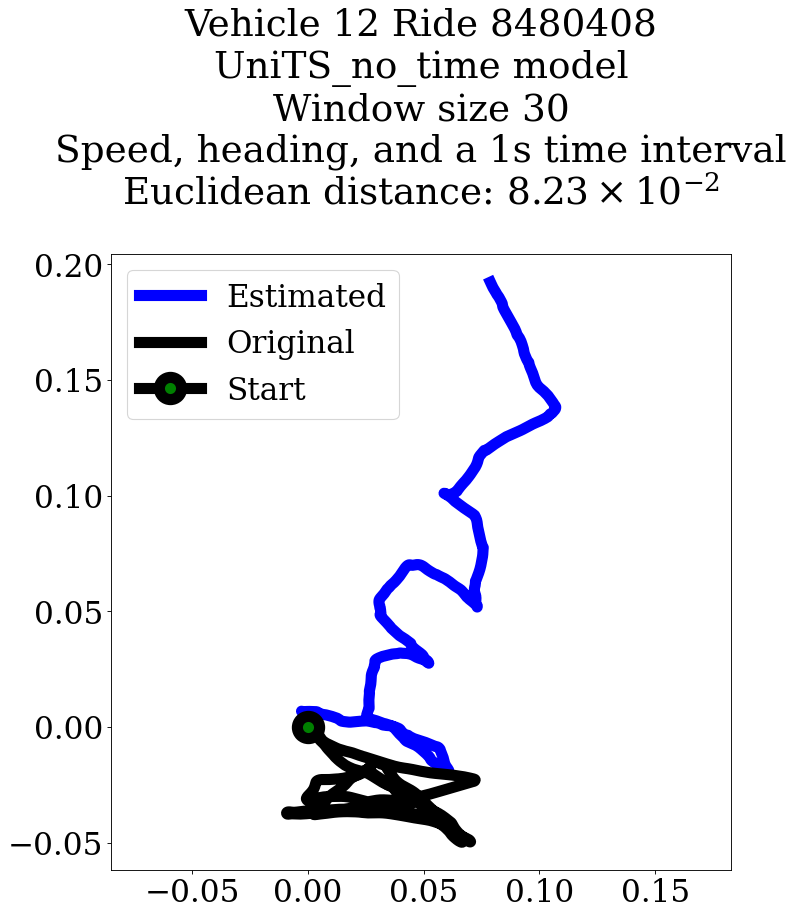 Vehicle 12 Ride 8480408
UniTS_no_time model
Window size 30
Speed, heading, and a 1s time interval
Euclidean distance: 8.23 × 10⁻²
0.20
Estimated
Original
Start
0.15
0.10
0.05
0.00
−0.05
−0.05 0.00 0.05 0.10 0.15